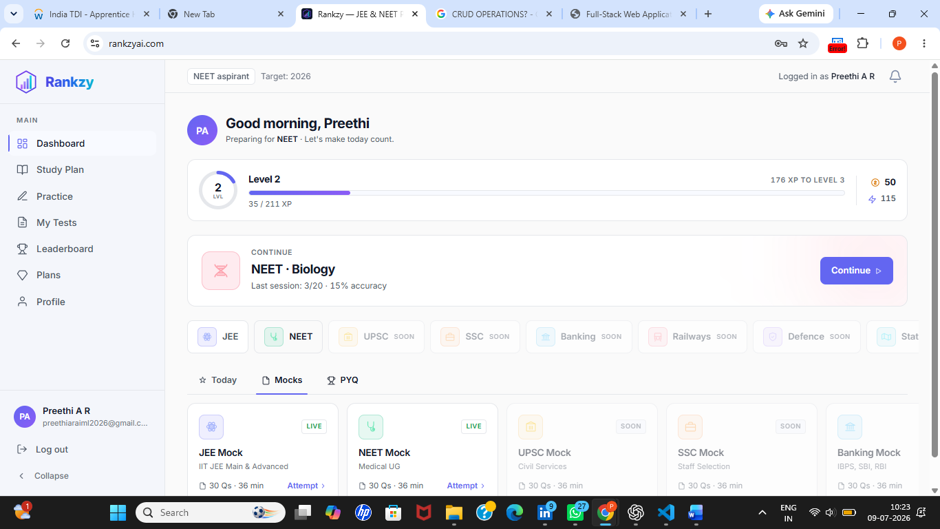 India TDI - Apprentice
New Tab
Rankzy — JEE & NEET
CRUD OPERATIONS? -
Full-Stack Web Applicat
Ask Gemini
rankzyai.com
Error!
P
Rankzy
NEET aspirant
Target: 2026
Logged in as Preethi A R
MAIN
Dashboard
Study Plan
Practice
My Tests
Leaderboard
Plans
Profile
PA
Good morning, Preethi
Preparing for NEET · Let's make today count.
2
LVL
Level 2
176 XP TO LEVEL 3
35 / 211 XP
50
115
CONTINUE
NEET · Biology
Last session: 3/20 · 15% accuracy
Continue
JEE
NEET
UPSC SOON
SSC SOON
Banking SOON
Railways SOON
Defence SOON
Stat
Today
Mocks
PYQ
LIVE
JEE Mock
IIT JEE Main & Advanced
30 Qs · 36 min
Attempt
LIVE
NEET Mock
Medical UG
30 Qs · 36 min
Attempt
SOON
UPSC Mock
Civil Services
30 Qs · 36 min
SOON
SSC Mock
Staff Selection
30 Qs · 36 min
Banking Mock
IBPS, SBI, RBI
30 Qs · 36 min
PA
Preethi A R
preethiaraiml2026@gmail.c...
Log out
Collapse
1
Search
9
27
P
ENG
IN
10:23
09-07-2026